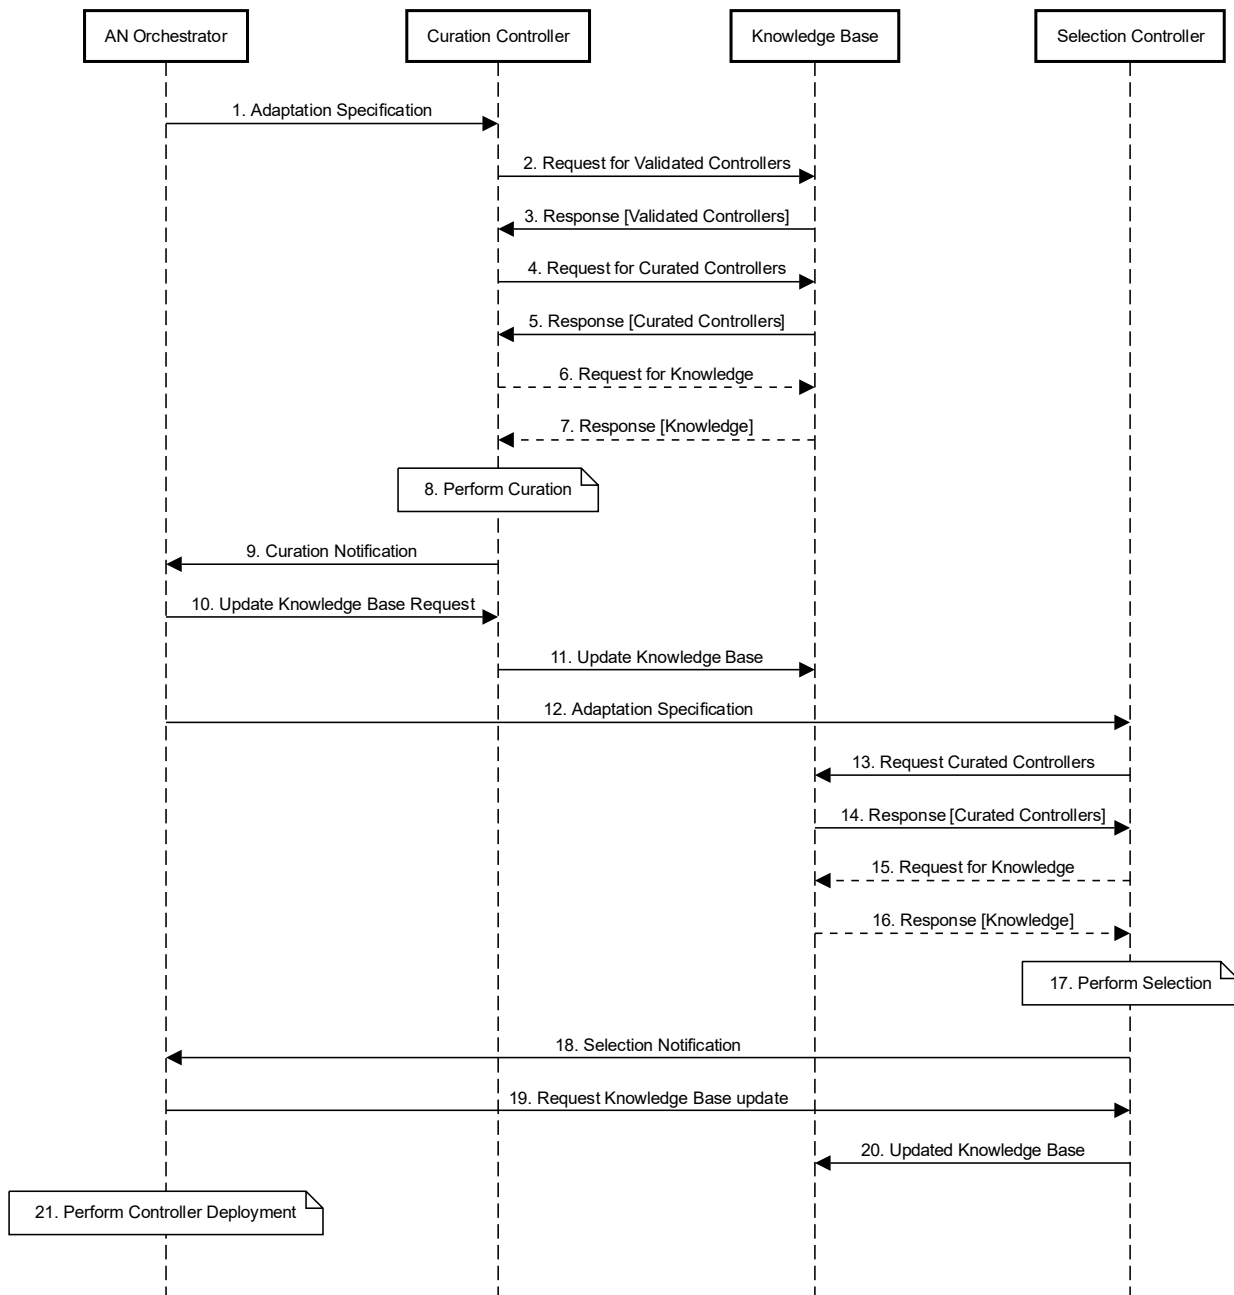 AN Orchestrator
Curation Controller
Knowledge Base
Selection Controller
1. Adaptation Specification
2. Request for Validated Controllers
3. Response [Validated Controllers]
4. Request for Curated Controllers
5. Response [Curated Controllers]
6. Request for Knowledge
7. Response [Knowledge]
8. Perform Curation
9. Curation Notification
10. Update Knowledge Base Request
11. Update Knowledge Base
12. Adaptation Specification
13. Request Curated Controllers
14. Response [Curated Controllers]
15. Request for Knowledge
16. Response [Knowledge]
17. Perform Selection
18. Selection Notification
19. Request Knowledge Base update
20. Updated Knowledge Base
21. Perform Controller Deployment